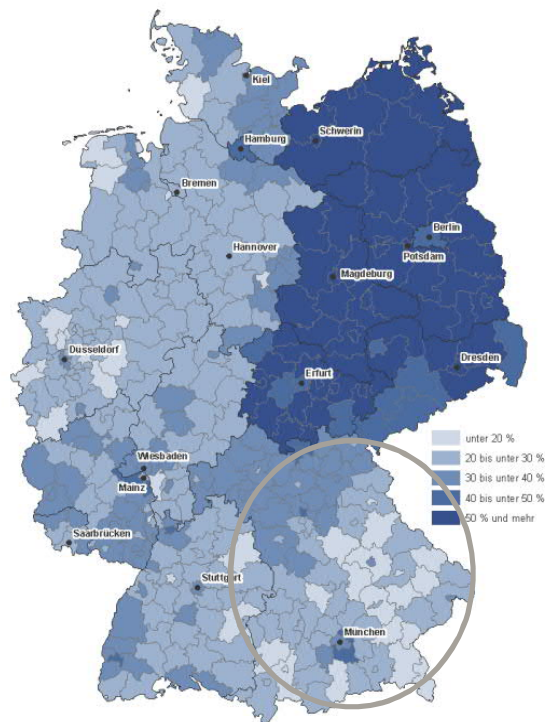 Kiel
Hamburg
Schwerin
Bremen
Berlin
Potsdam
Hannover
Magdeburg
Düsseldorf
Erfurt
Dresden
unter 20 %
20 bis unter 30 %
30 bis unter 40 %
40 bis unter 50 %
50 % und mehr
Wiesbaden
Mainz
Saarbrücken
Stuttgart
München